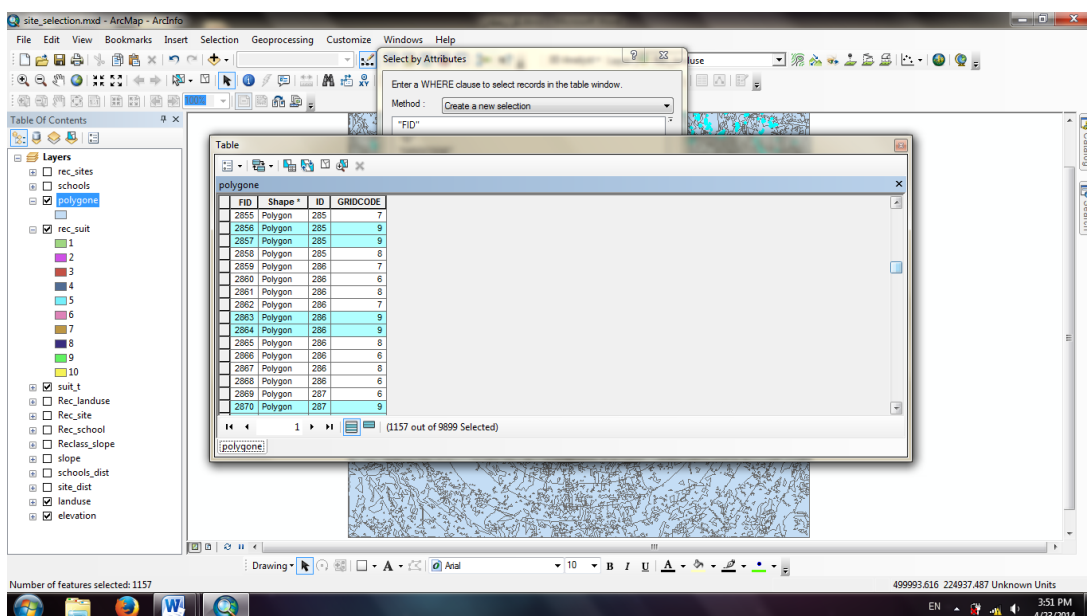 site_selection.mxd - ArcMap - ArcInfo
File Edit View Bookmarks Insert Selection Geoprocessing Customize Windows Help
Select by Attributes
Enter a WHERE clause to select records in the table window.
Method : Create a new selection
"FID"
100%
Table Of Contents
Layers
rec_sites
schools
polygone
rec_suit
1
2
3
4
5
6
7
8
9
10
suit_t
Rec_landuse
Rec_site
Rec_school
Reclass_slope
slope
schools_dist
site_dist
landuse
elevation
Table
polygone
FID Shape * ID GRIDCODE
2855 Polygon 285 7
2856 Polygon 285 9
2857 Polygon 285 9
2858 Polygon 285 8
2859 Polygon 286 7
2860 Polygon 286 6
2861 Polygon 286 8
2862 Polygon 286 7
2863 Polygon 286 9
2864 Polygon 286 9
2865 Polygon 286 8
2866 Polygon 286 6
2867 Polygon 286 8
2868 Polygon 286 6
2869 Polygon 287 6
2870 Polygon 287 9
1 (1157 out of 9899 Selected)
polygone
Drawing A Arial 10 B I U A
Number of features selected: 1157
499993.616 224937.487 Unknown Units
EN 3:51 PM
4/23/2014